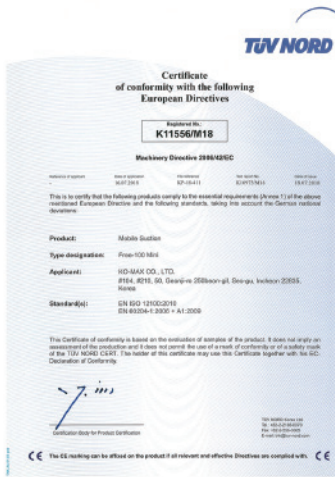 TÜV NORD
Certificate
of conformity with the following
European Directives
Registered No.:
K11556/M18
Machinery Directive 2006/42/EC
This is to certify that the following products comply to the essential requirements (Annex 1) of the above
mentioned European Directive and the following standards, taking into account the German national
deviations:
Product: Mobile Suction
Type designation: Free-100 Mini
Applicant: KO-MAX CO., LTD.
Korea
Standard(s): EN ISO 12100:2010
EN 60204-1:2006 + A1:2009
This Certificate of conformity is based on the evaluation of samples of the product. It does not imply an
assessment of the production and it does not permit the use of a mark of conformity or of a safety mark
of the TÜV NORD CERT. The holder of this certificate may use this Certificate together with his EC-
Declaration of Conformity.
Certification Body for Product Certification
TÜV NORD Korea Ltd.
CE The CE marking can be affixed on the product if all relevant and effective Directives are complied with. CE